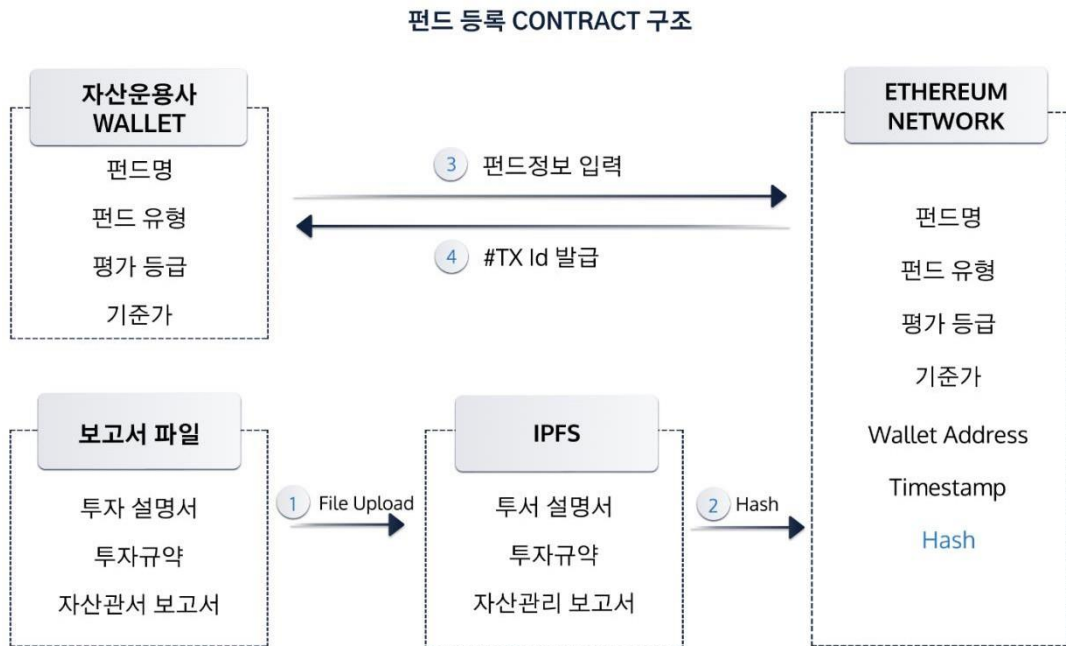 펀드 등록 CONTRACT 구조
자산운용사
WALLET
펀드명
펀드 유형
평가 등급
기준가
3 펀드정보 입력
4 #TX Id 발급
ETHEREUM
NETWORK
펀드명
펀드 유형
평가 등급
기준가
Wallet Address
Timestamp
Hash
보고서 파일
투자 설명서
투자규약
자산관서 보고서
1 File Upload
IPFS
투서 설명서
투자규약
자산관리 보고서
2 Hash